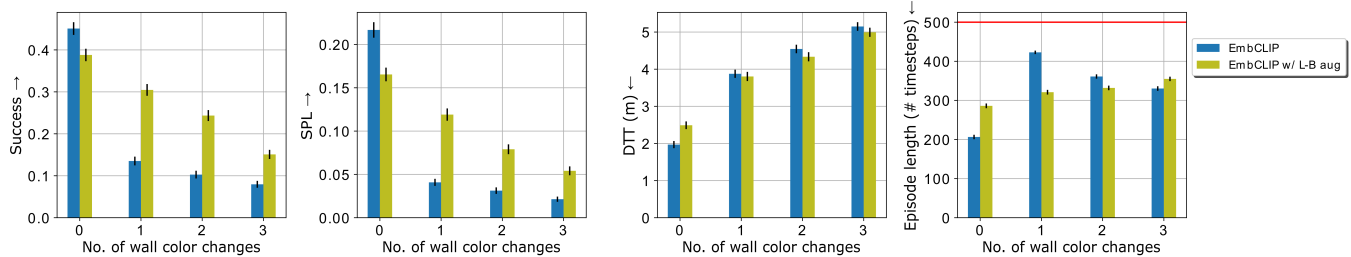 Success →
0.4
0.3
0.2
0.1
0.0
0 1 2 3
No. of wall color changes
SPL →
0.20
0.15
0.10
0.05
0.00
0 1 2 3
No. of wall color changes
DTT (m) ←
5
4
3
2
1
0
0 1 2 3
No. of wall color changes
Episode length (# timesteps) ←
500
400
300
200
100
0
0 1 2 3
No. of wall color changes
EmbCLIP
EmbCLIP w/ L-B aug